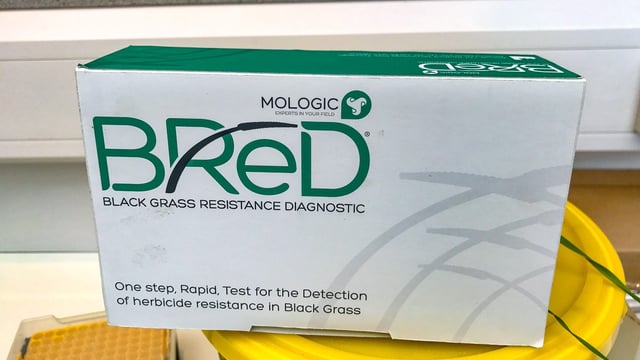 MOLOGIC
EXPERTS IN YOUR FIELD
BReD®
BLACK GRASS RESISTANCE DIAGNOSTIC
One step, Rapid, Test for the Detection
of herbicide resistance in Black Grass
BReD